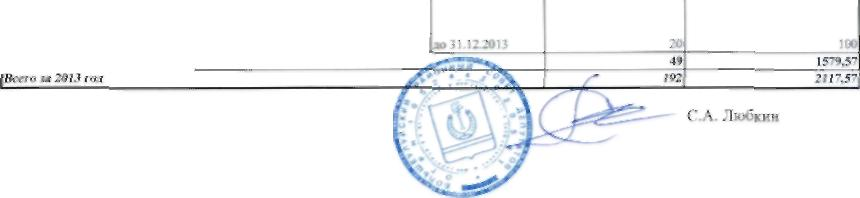 до 31.12.2013 20 100
49 1579,57
Всего за 2013 год 192 2117,57
С.А. Любкин